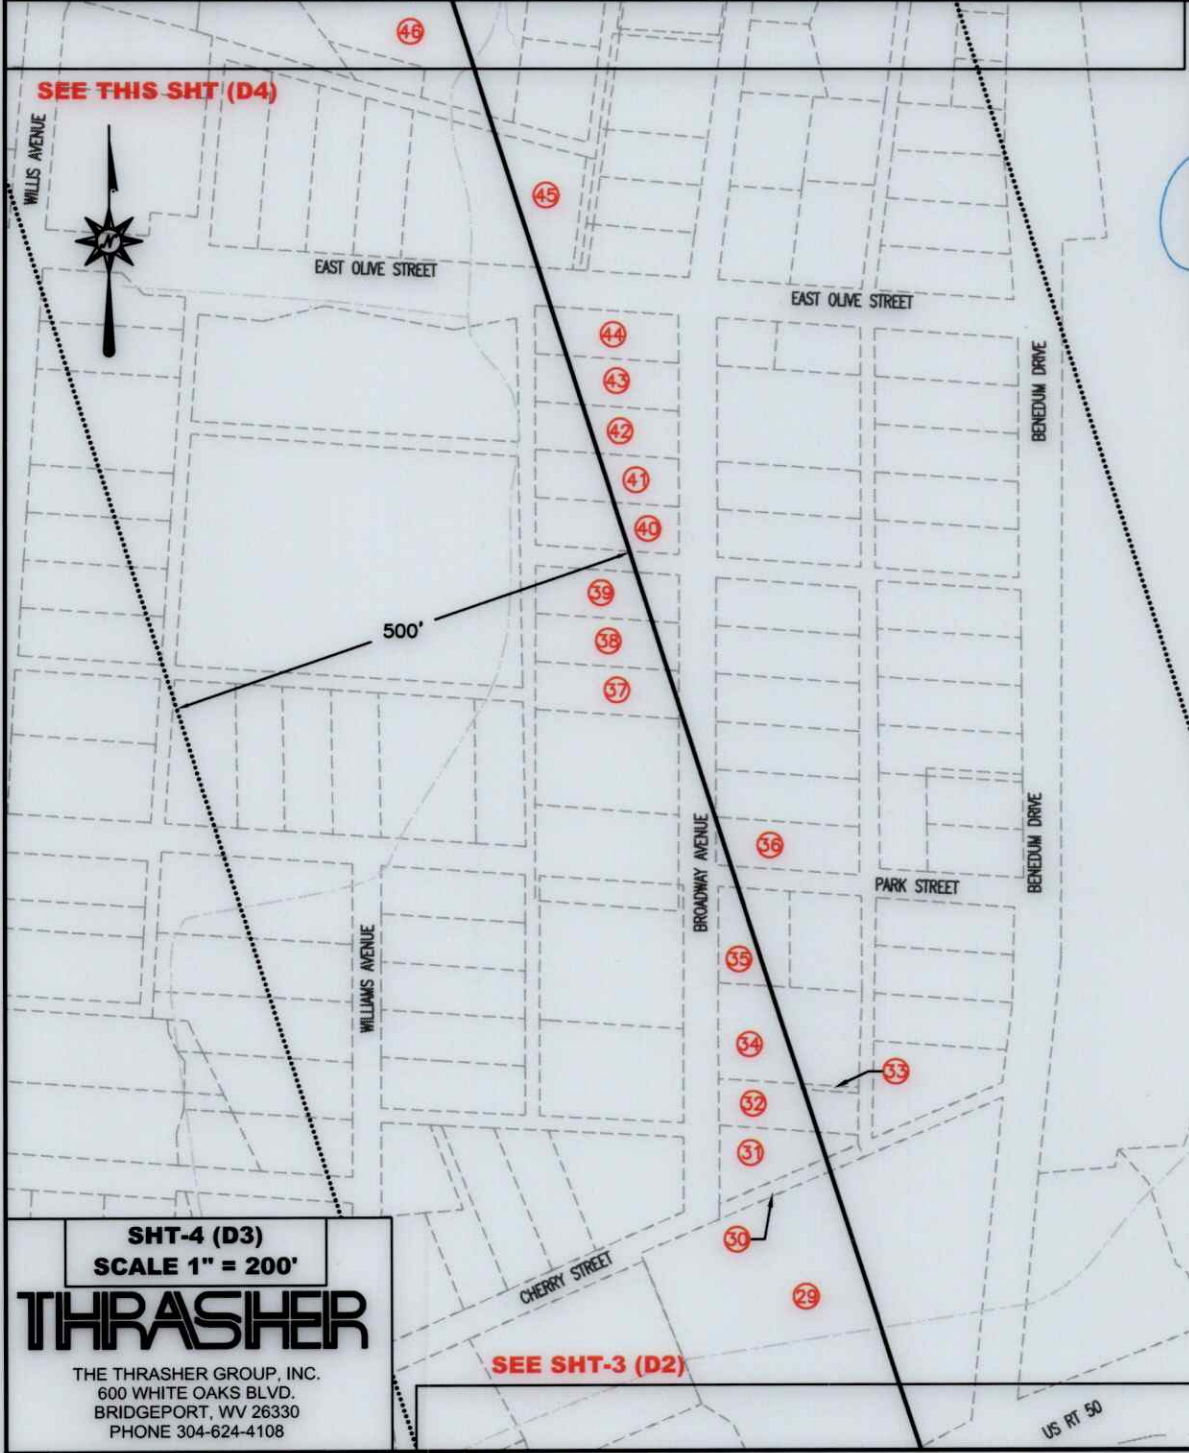 46
SEE THIS SHT (D4)
WILLIS AVENUE
N
45
EAST OLIVE STREET
EAST OLIVE STREET
44
43
42
41
40
BENEDUM DRIVE
39
38
37
500'
36
BROADWAY AVENUE
BENEDUM DRIVE
PARK STREET
35
WILLIAMS AVENUE
34
33
32
31
30
29
CHERRY STREET
SHT-4 (D3)
SCALE 1" = 200'
THRASHER
THE THRASHER GROUP, INC.
600 WHITE OAKS BLVD.
BRIDGEPORT, WV 26330
PHONE 304-624-4108
SEE SHT-3 (D2)
US RT 50